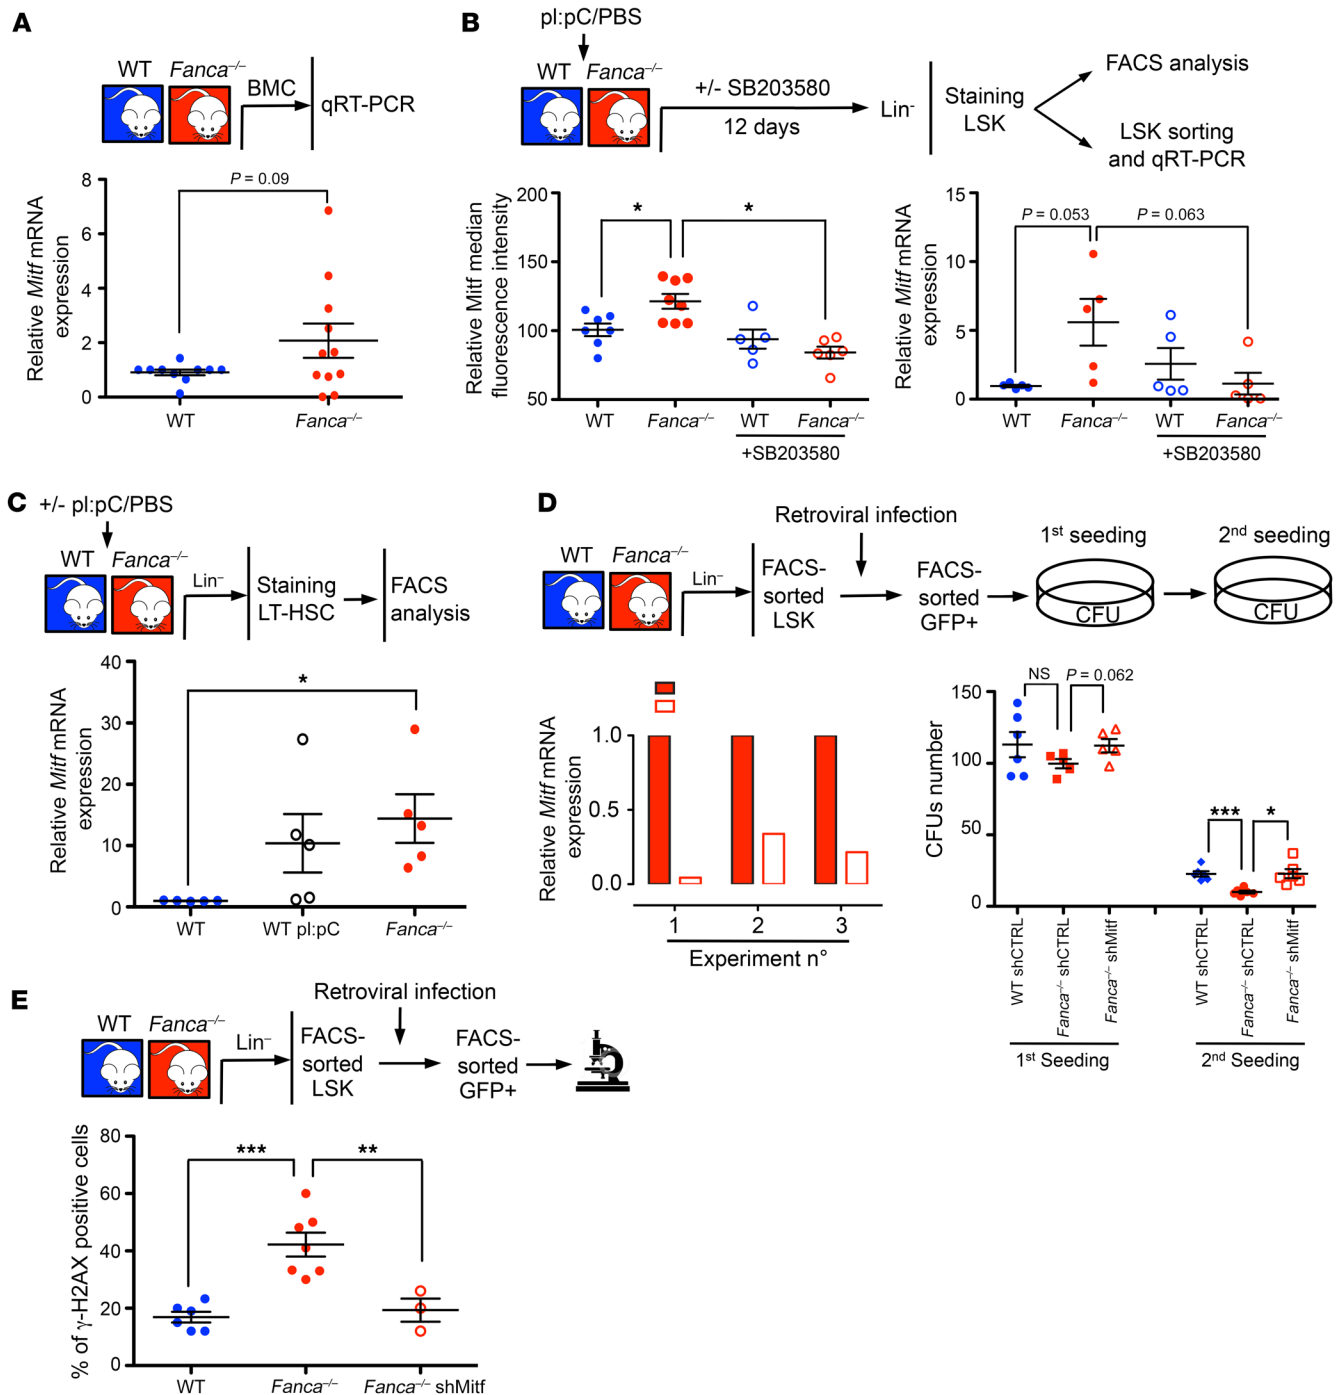 A
WT Fanca–/–
BMC
qRT-PCR
Relative Mitf mRNA
expression
8
6
4
2
0
P = 0.09
WT
Fanca–/–
B
pI:pC/PBS
WT Fanca–/–
+/- SB203580
12 days
Lin-
Staining
LSK
FACS analysis
LSK sorting
and qRT-PCR
Relative Mitf median
fluorescence intensity
200
150
100
50
*
*
WT
Fanca–/–
WT
Fanca–/–
+SB203580
Relative Mitf mRNA
expression
15
10
5
0
P = 0.053
P = 0.063
WT
Fanca–/–
WT
Fanca–/–
+SB203580
C
+/- pI:pC/PBS
WT Fanca–/–
Lin–
Staining
LT-HSC
FACS
analysis
Relative Mitf mRNA
expression
40
30
20
10
0
*
WT
WT pI:pC
Fanca–/–
D
Retroviral infection
WT Fanca–/–
Lin–
FACS-
sorted
LSK
FACS-
sorted
GFP+
1st seeding
CFU
2nd seeding
CFU
Relative Mitf mRNA
expression
1.0
0.5
0.0
1
2
3
Experiment n°
CFUs number
150
100
50
0
NS
P = 0.062
***
*
WT shCTRL
Fanca–/– shCTRL
Fanca–/– shMitf
1st Seeding
WT shCTRL
Fanca–/– shCTRL
Fanca–/– shMitf
2nd Seeding
E
Retroviral infection
WT Fanca–/–
Lin–
FACS-
sorted
LSK
FACS-
sorted
GFP+
% of γ-H2AX positive cells
80
60
40
20
0
***
**
WT
Fanca–/–
Fanca–/– shMitf